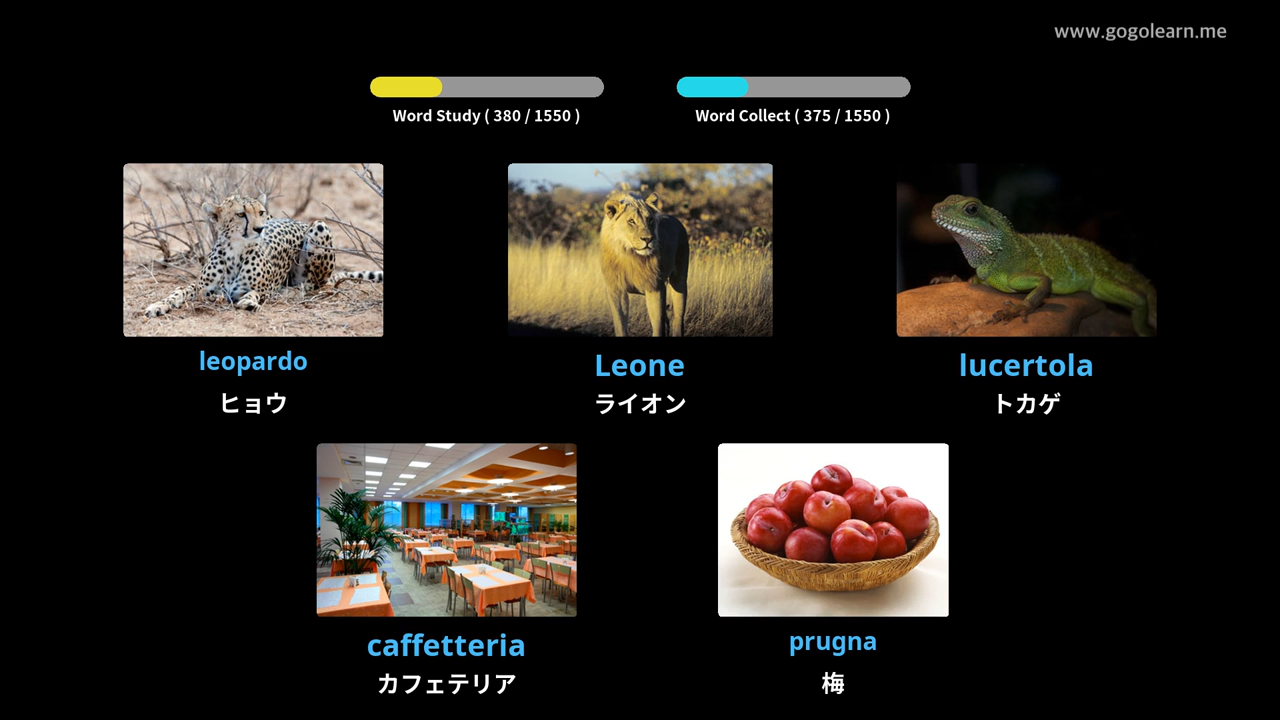 www.gogolearn.me
Word Study ( 380 / 1550 )
Word Collect ( 375 / 1550 )
leopardo
ヒョウ
Leone
ライオン
lucertola
トカゲ
caffetteria
カフェテリア
prugna
梅